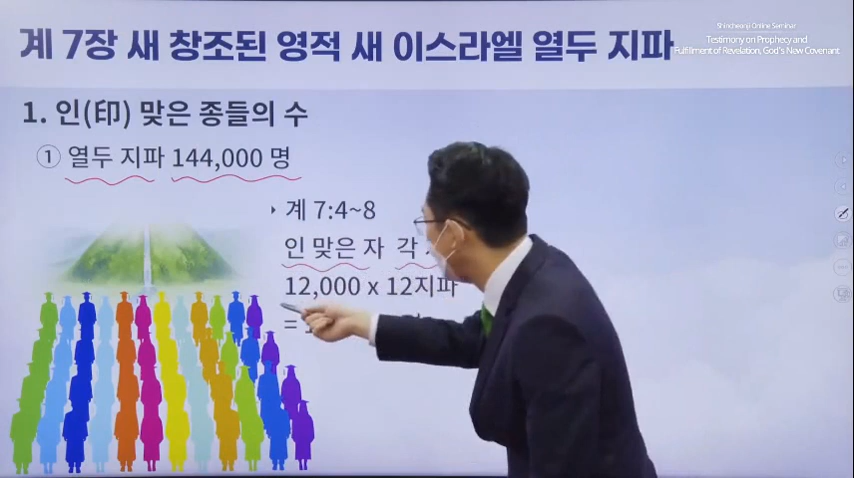 계 7장 새 창조된 영적 새 이스라엘 열두 지파
Shincheonji Online Seminar
Testimony on Prophecy and
Fulfillment of Revelation, God's New Covenant
1. 인(印) 맞은 종들의 수
① 열두 지파 144,000 명
계 7:4~8
인 맞은 자 각
12,000 x 12지파
=